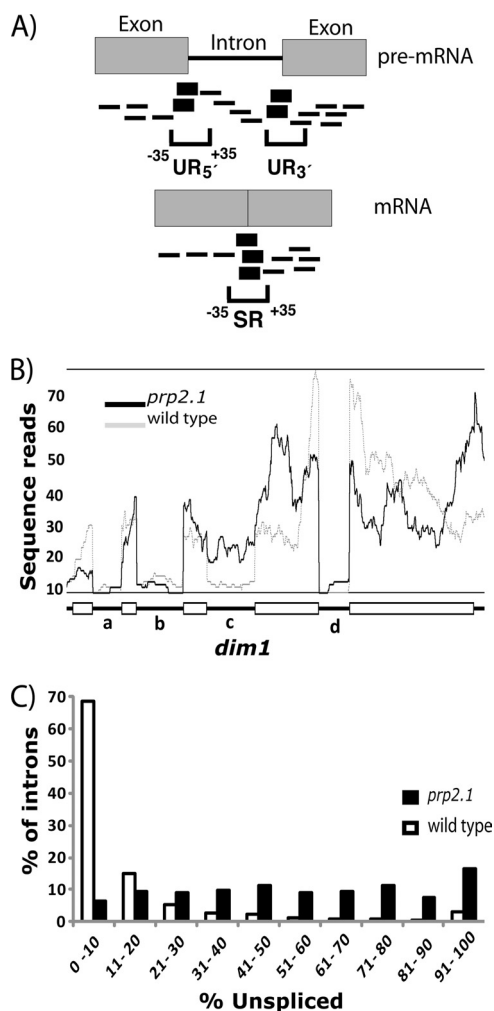 A)
Exon
Intron
Exon
pre-mRNA
-35
+35
UR5´
UR3´
mRNA
-35
+35
SR
B)
Sequence reads
70
60
50
40
30
20
10
prp2.1
wild type
a
b
c
d
dim1
C)
% of introns
70
60
50
40
30
20
10
0
prp2.1
wild type
0 -10
11- 20
21- 30
31- 40
41- 50
51- 60
61- 70
71- 80
81- 90
91- 100
% Unspliced